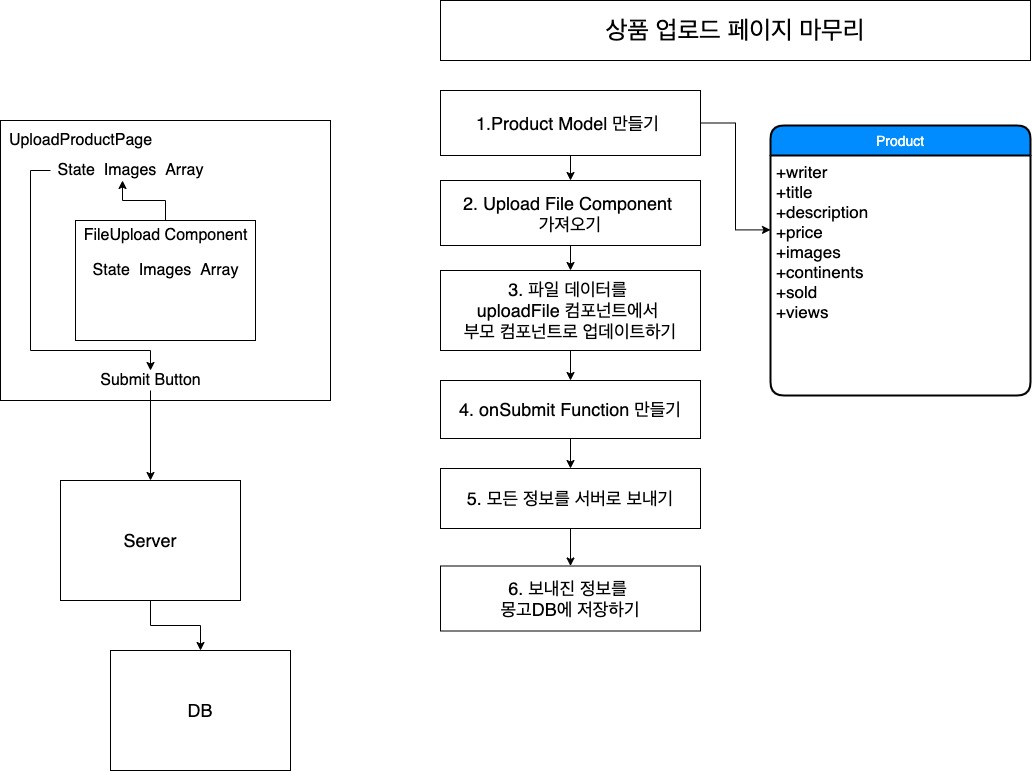 상품 업로드 페이지 마무리
UploadProductPage
State Images Array
FileUpload Component
State Images Array
Submit Button
Server
DB
1.Product Model 만들기
2. Upload File Component
가져오기
3. 파일 데이터를
uploadFile 컴포넌트에서
부모 컴포넌트로 업데이트하기
4. onSubmit Function 만들기
5. 모든 정보를 서버로 보내기
6. 보내진 정보를
몽고DB에 저장하기
Product
+writer
+title
+description
+price
+images
+continents
+sold
+views